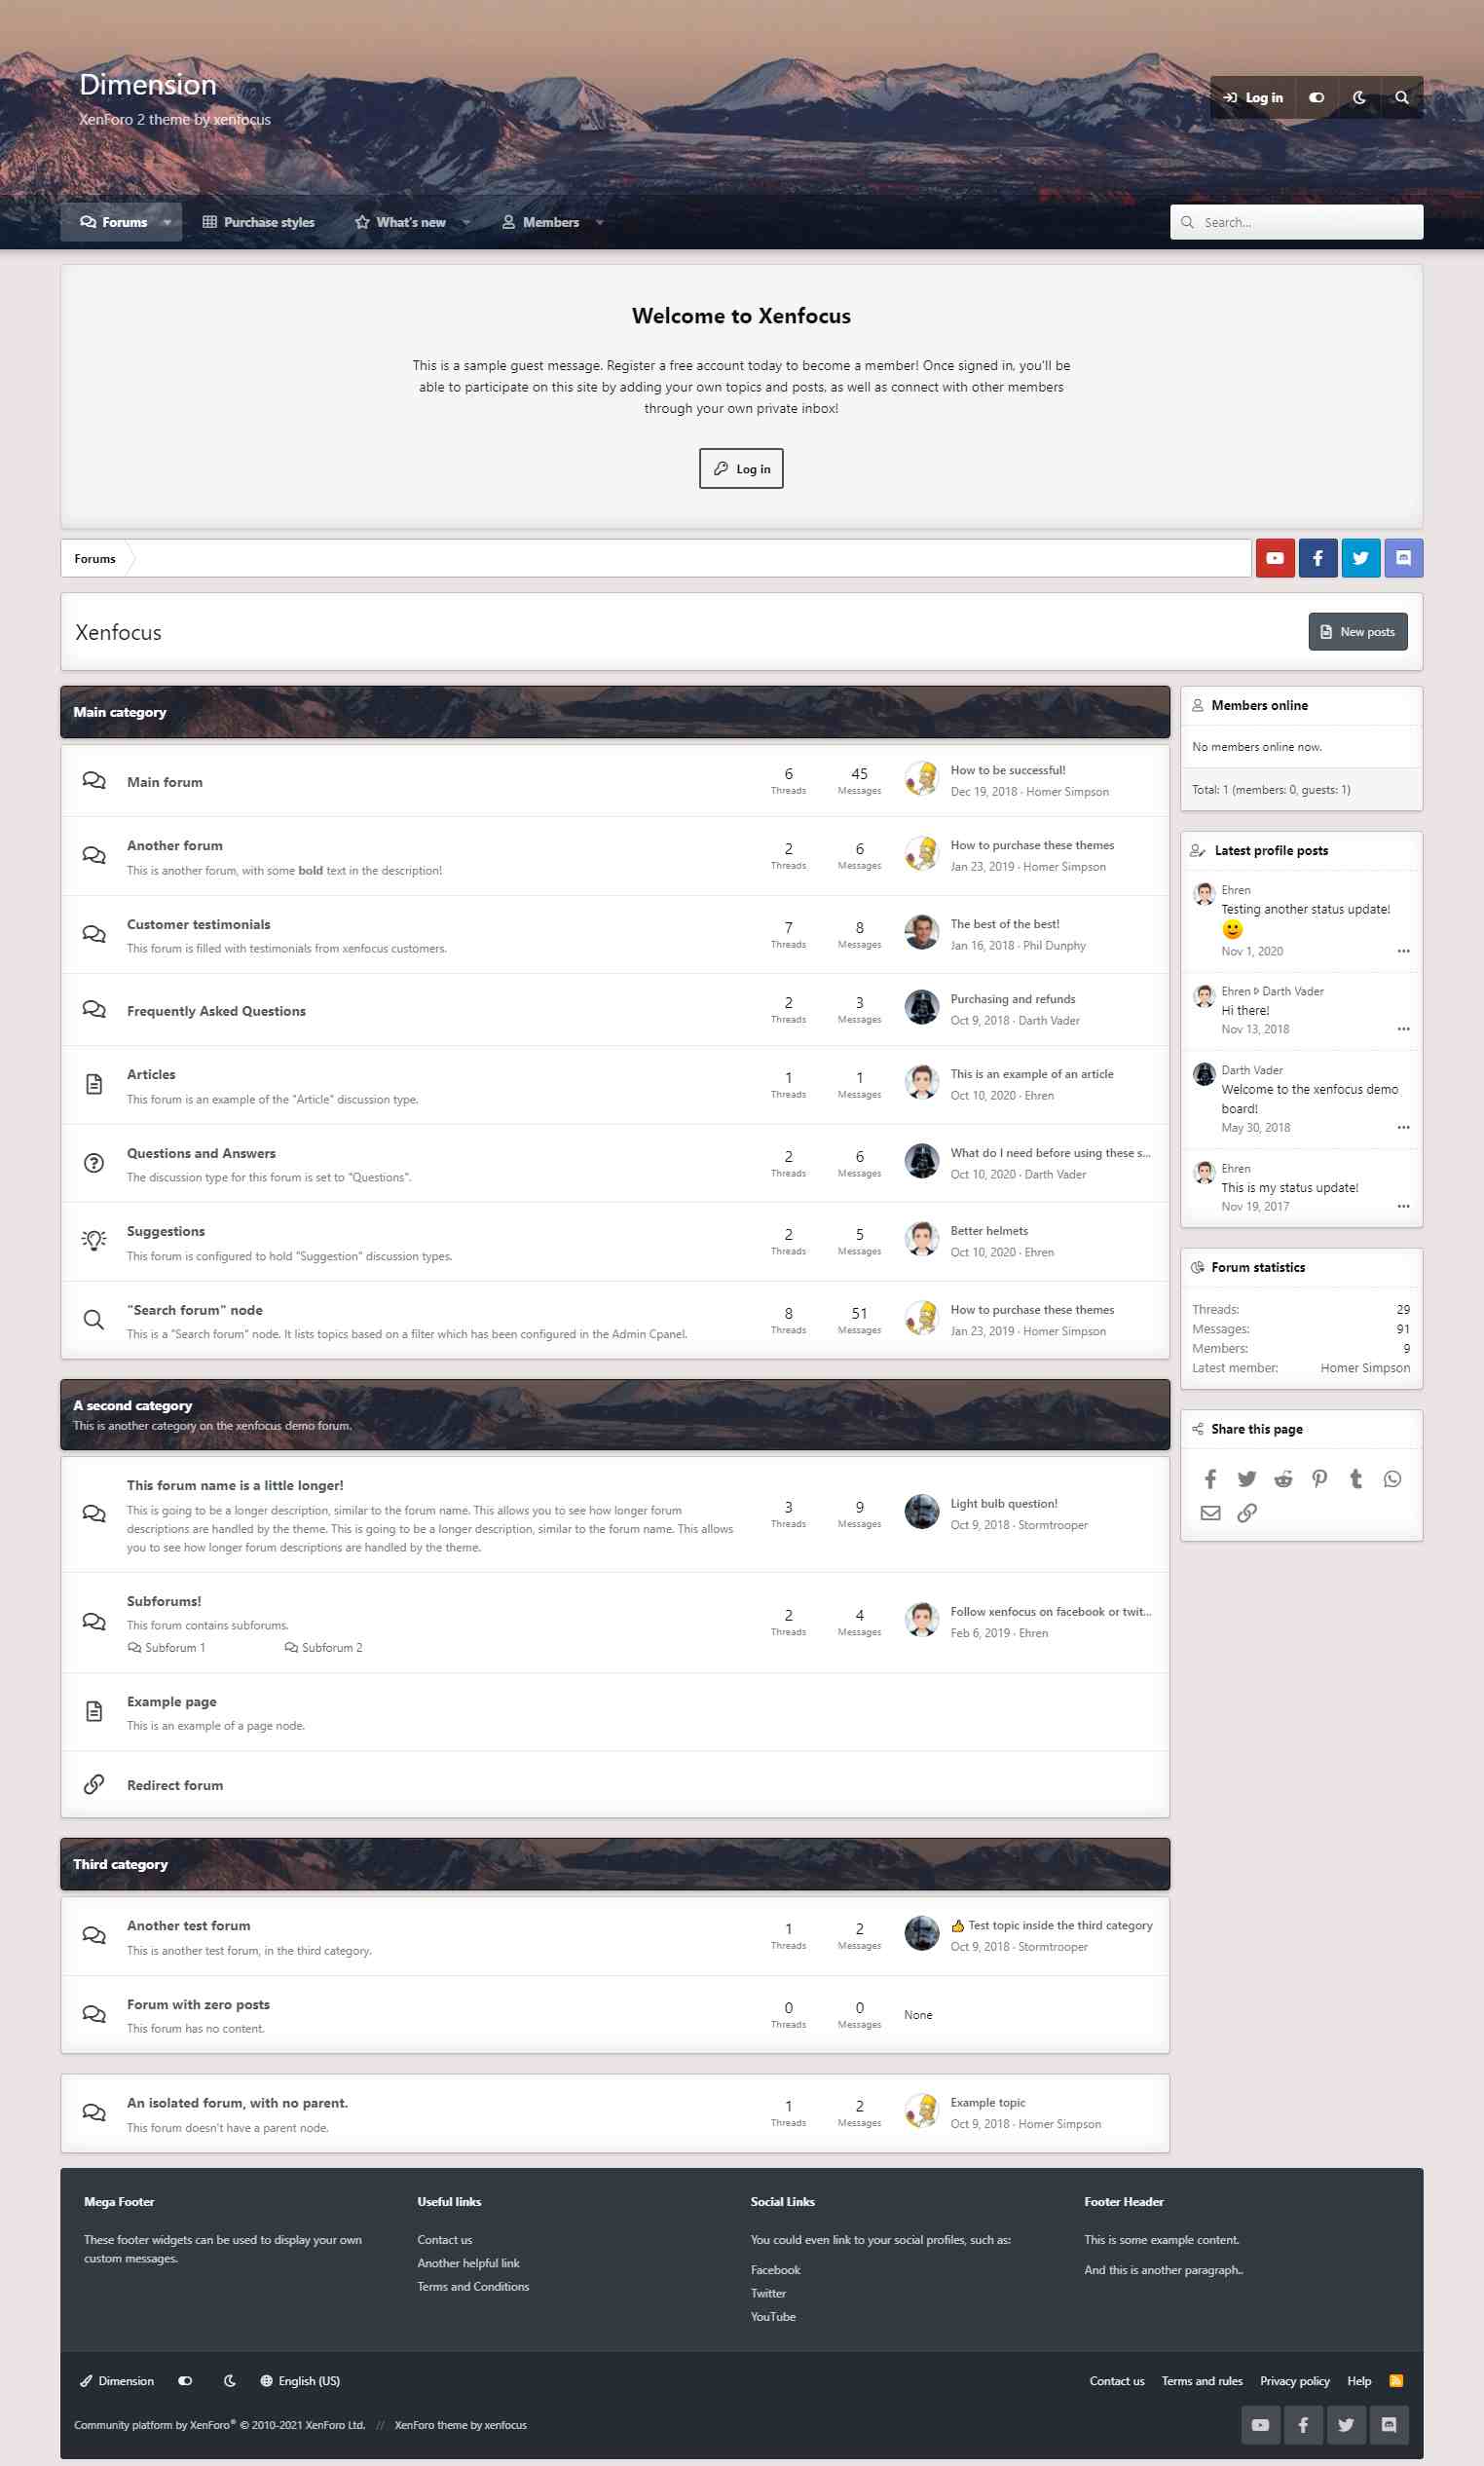 Dimension
XenForo 2 theme by xenfocus
Log in
Forums
Purchase styles
What's new
Members
Search...
Welcome to Xenfocus
This is a sample guest message. Register a free account today to become a member! Once signed in, you'll be
able to participate on this site by adding your own topics and posts, as well as connect with other members
through your own private inbox!
Log in
Forums
Xenfocus
New posts
Main category
Main forum
6
Threads
45
Messages
How to be successful!
Dec 19, 2018 · Homer Simpson
Another forum
This is another forum, with some bold text in the description!
2
Threads
6
Messages
How to purchase these themes
Jan 23, 2019 · Homer Simpson
Customer testimonials
This forum is filled with testimonials from xenfocus customers.
7
Threads
8
Messages
The best of the best!
Jan 16, 2018 · Phil Dunphy
Frequently Asked Questions
2
Threads
3
Messages
Purchasing and refunds
Oct 9, 2018 · Darth Vader
Articles
This forum is an example of the "Article" discussion type.
1
Threads
1
Messages
This is an example of an article
Oct 10, 2020 · Ehren
Questions and Answers
The discussion type for this forum is set to "Questions".
2
Threads
6
Messages
What do I need before using these s...
Oct 10, 2020 · Darth Vader
Suggestions
This forum is configured to hold "Suggestion" discussion types.
2
Threads
5
Messages
Better helmets
Oct 10, 2020 · Ehren
"Search forum" node
This is a "Search forum" node. It lists topics based on a filter which has been configured in the Admin Cpanel.
8
Threads
51
Messages
How to purchase these themes
Jan 23, 2019 · Homer Simpson
A second category
This is another category on the xenfocus demo forum.
This forum name is a little longer!
This is going to be a longer description, similar to the forum name. This allows you to see how longer forum
descriptions are handled by the theme. This is going to be a longer description, similar to the forum name. This allows
you to see how longer forum descriptions are handled by the theme.
3
Threads
9
Messages
Light bulb question!
Oct 9, 2018 · Stormtrooper
Subforums!
This forum contains subforums.
Subforum 1
Subforum 2
2
Threads
4
Messages
Follow xenfocus on facebook or twit...
Feb 6, 2019 · Ehren
Example page
This is an example of a page node.
Redirect forum
Third category
Another test forum
This is another test forum, in the third category.
1
Threads
2
Messages
👍 Test topic inside the third category
Oct 9, 2018 · Stormtrooper
Forum with zero posts
This forum has no content.
0
Threads
0
Messages
None
An isolated forum, with no parent.
This forum doesn't have a parent node.
1
Threads
2
Messages
Example topic
Oct 9, 2018 · Homer Simpson
Members online
No members online now.
Total: 1 (members: 0, guests: 1)
Latest profile posts
Ehren
Testing another status update!
Nov 1, 2020
Ehren Darth Vader
Hi there!
Nov 13, 2018
Darth Vader
Welcome to the xenfocus demo
board!
May 30, 2018
Ehren
This is my status update!
Nov 19, 2017
Forum statistics
Threads: 29
Messages: 91
Members: 9
Latest member: Homer Simpson
Share this page
Mega Footer
These footer widgets can be used to display your own
custom messages.
Useful links
Contact us
Another helpful link
Terms and Conditions
Social Links
You could even link to your social profiles, such as:
Facebook
Twitter
YouTube
Footer Header
This is some example content.
And this is another paragraph..
Dimension
English (US)
Contact us
Terms and rules
Privacy policy
Help
Community platform by XenForo® © 2010-2021 XenForo Ltd. // XenForo theme by xenfocus